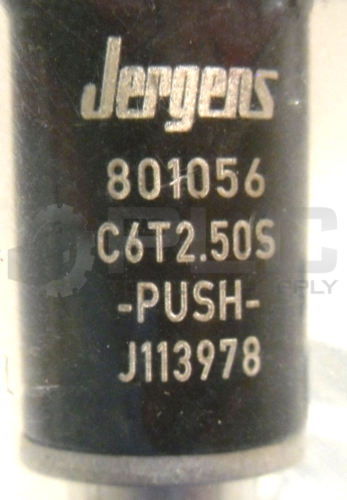 Jergens
801056
C6T2.50S
-PUSH-
J113978